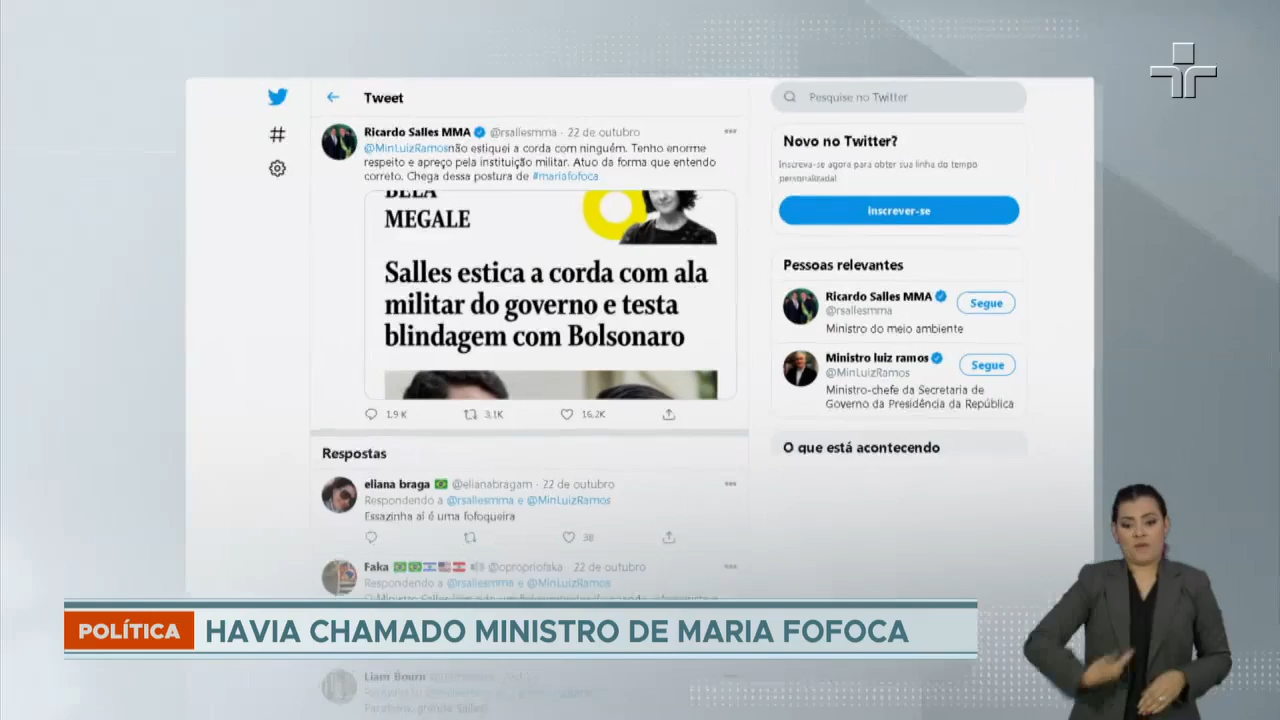 Tweet
Ricardo Salles MMA @rsallesmma · 22 de outubro
@MinLuizRamosnão estiquei a corda com ninguém. Tenho enorme
respeito e apreço pela instituição militar. Atuo da forma que entendo
correto. Chega dessa postura de #mariafofoca
BELA
MEGALE
Salles estica a corda com ala
militar do governo e testa
blindagem com Bolsonaro
1.9 K 3.1K 16.2K
Respostas
eliana braga @elianabragam · 22 de outubro
Respondendo a @rsallesmma e @MinLuizRamos
Essazinha aí é uma fofoqueira
38
Faka @opropriofaka · 22 de outubro
Respondendo a @rsallesmma e @MinLuizRamos
Pesquise no Twitter
Novo no Twitter?
Inscreva-se agora para obter sua linha do tempo
personalizada!
Inscrever-se
Pessoas relevantes
Ricardo Salles MMA
@rsallesmma
Segue
Ministro do meio ambiente
Ministro luiz ramos
@MinLuizRamos
Segue
Ministro-chefe da Secretaria de
Governo da Presidência da República
O que está acontecendo
POLÍTICA
HAVIA CHAMADO MINISTRO DE MARIA FOFOCA
Liam Bourn